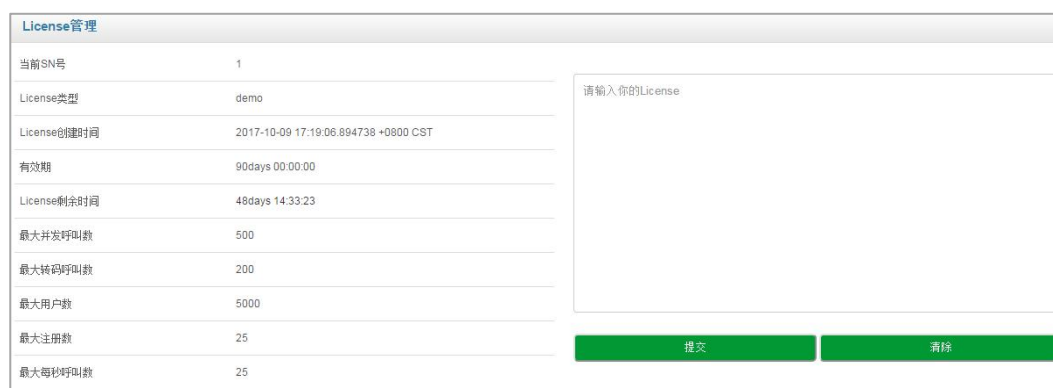 License管理
当前SN号 1
License类型 demo
License创建时间 2017-10-09 17:19:06.894738 +0800 CST
有效期 90days 00:00:00
License剩余时间 48days 14:33:23
最大并发呼叫数 500
最大转码呼叫数 200
最大用户数 5000
最大注册数 25
最大每秒呼叫数 25
请输入你的License
提交 清除